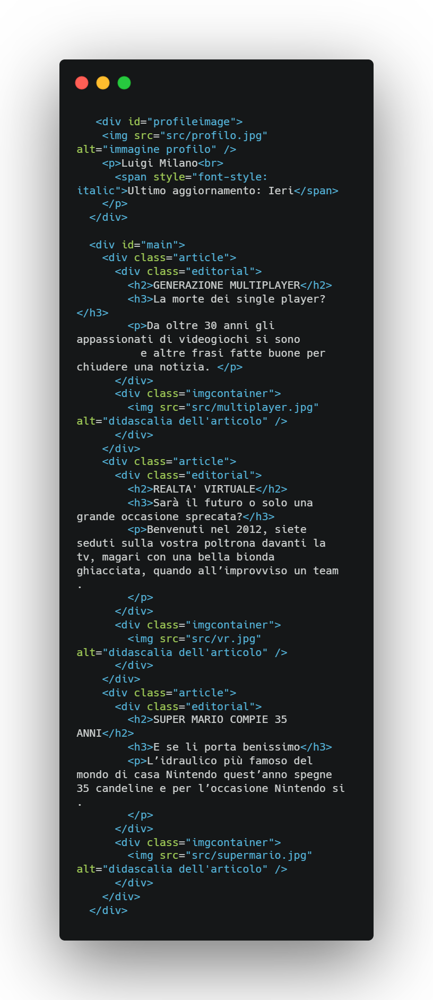 <div id="profileimage">
<img src="src/profilo.jpg"
alt="immagine profilo" />
<p>Luigi Milano<br>
<span style="font-style:
italic">Ultimo aggiornamento: Ieri</span>
</p>
</div>
<div id="main">
<div class="article">
<div class="editorial">
<h2>GENERAZIONE MULTIPLAYER</h2>
<h3>La morte dei single player?
</h3>
<p>Da oltre 30 anni gli
appassionati di videogiochi si sono
e altre frasi fatte buone per
chiudere una notizia. </p>
</div>
<div class="imgcontainer">
<img src="src/multiplayer.jpg"
alt="didascalia dell'articolo" />
</div>
</div>
<div class="article">
<div class="editorial">
<h2>REALTA' VIRTUALE</h2>
<h3>Sarà il futuro o solo una
grande occasione sprecata?</h3>
<p>Benvenuti nel 2012, siete
seduti sulla vostra poltrona davanti la
tv, magari con una bella bionda
ghiacciata, quando all’improvviso un team
.
</p>
</div>
<div class="imgcontainer">
<img src="src/vr.jpg"
alt="didascalia dell'articolo" />
</div>
</div>
<div class="article">
<div class="editorial">
<h2>SUPER MARIO COMPIE 35
ANNI</h2>
<h3>E se li porta benissimo</h3>
<p>L’idraulico più famoso del
mondo di casa Nintendo quest’anno spegne
35 candeline e per l’occasione Nintendo si
.
</p>
</div>
<div class="imgcontainer">
<img src="src/supermario.jpg"
alt="didascalia dell'articolo" />
</div>
</div>
</div>